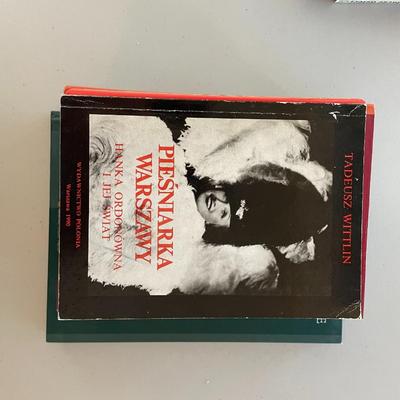 TADEUSZ WITTLIN
PIEŚNIARKA
WARSZAWY
HANKA ORDONÓWNA
I JEJ ŚWIAT
WYDAWNICTWO POLONIA
Warszawa 1990